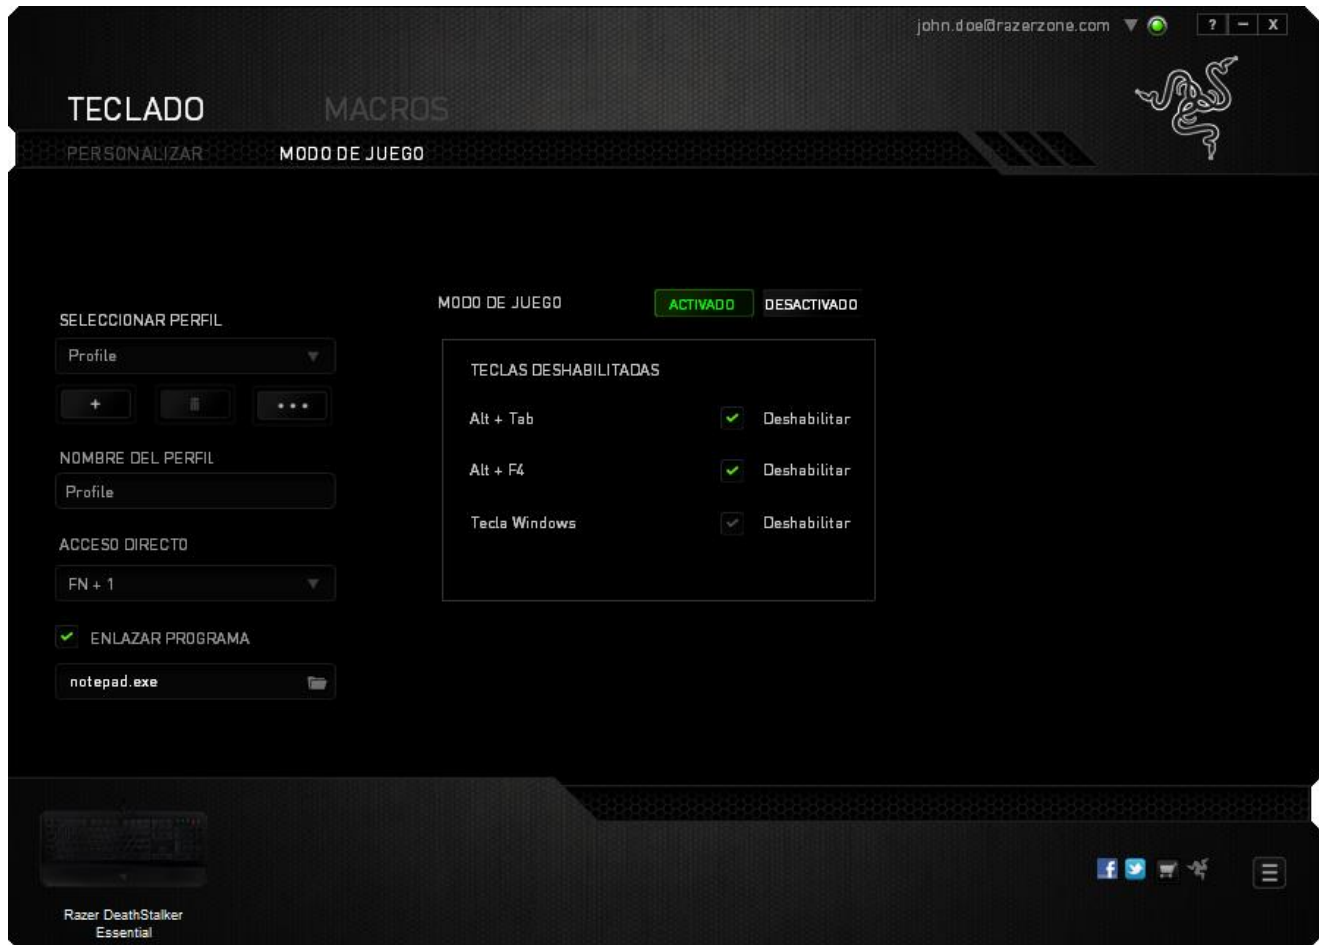 john.doe@razerzone.com
? - X
TECLADO MACROS
PERSONALIZAR MODO DE JUEGO
MODO DE JUEGO ACTIVADO DESACTIVADO
SELECCIONAR PERFIL
Profile
+ •••
NOMBRE DEL PERFIL
Profile
ACCESO DIRECTO
FN + 1
ENLAZAR PROGRAMA
notepad.exe
TECLAS DESHABILITADAS
Alt + Tab Deshabilitar
Alt + F4 Deshabilitar
Tecla Windows Deshabilitar
Razer DeathStalker
Essential